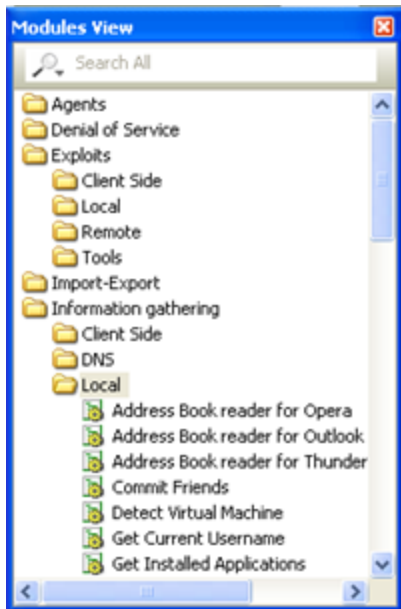 Modules View
Search All
Agents
Denial of Service
Exploits
Client Side
Local
Remote
Tools
Import-Export
Information gathering
Client Side
DNS
Local
Address Book reader for Opera
Address Book reader for Outlook
Address Book reader for Thunder
Commit Friends
Detect Virtual Machine
Get Current Username
Get Installed Applications